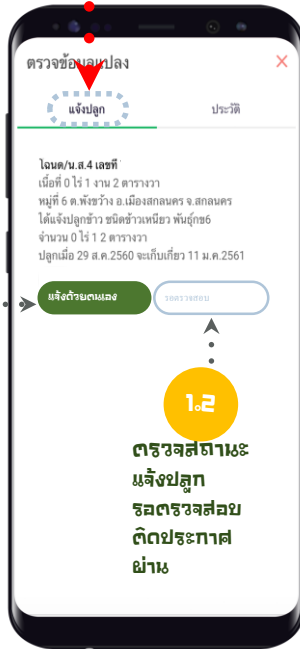 ตรวจข้อมูลแปลง ×
แจ้งปลูก ประวัติ
โฉนด/น.ส.4 เลขที่
เนื้อที่ 0 ไร่ 1 งาน 2 ตารางวา
หมู่ที่ 6 ต.พังขว้าง อ.เมืองสกลนคร จ.สกลนคร
ได้แจ้งปลูกข้าว ชนิดข้าวเหนียว พันธุ์กข6
จำนวน 0 ไร่ 1 2 ตารางวา
ปลูกเมื่อ 29 ส.ค.2560 จะเก็บเกี่ยว 11 ม.ค.2561
แจ้งด้วยตนเอง รอตรวจสอบ
1.2
ตรวจสถานะ
แจ้งปลูก
รอตรวจสอบ
ติดประกาศ
ผ่าน